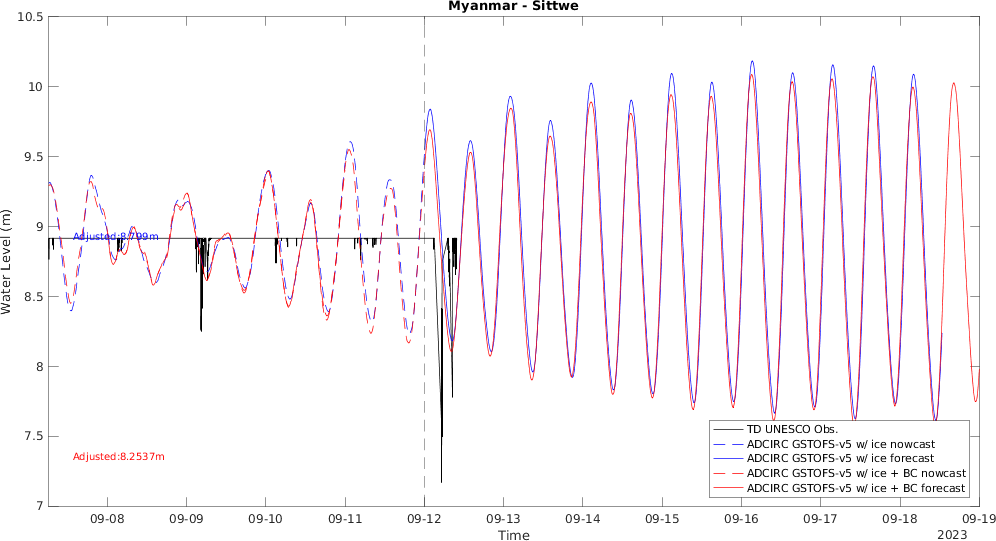 Myanmar - Sittwe
10.5
10
9.5
9
8.5
8
7.5
7
Water Level (m)
Adjusted:8.799m
Adjusted:8.2537m
TD UNESCO Obs.
ADCIRC GSTOFS-v5 w/ ice nowcast
ADCIRC GSTOFS-v5 w/ ice forecast
ADCIRC GSTOFS-v5 w/ ice + BC nowcast
ADCIRC GSTOFS-v5 w/ ice + BC forecast
09-08 09-09 09-10 09-11 09-12 09-13 09-14 09-15 09-16 09-17 09-18 09-19
Time
2023